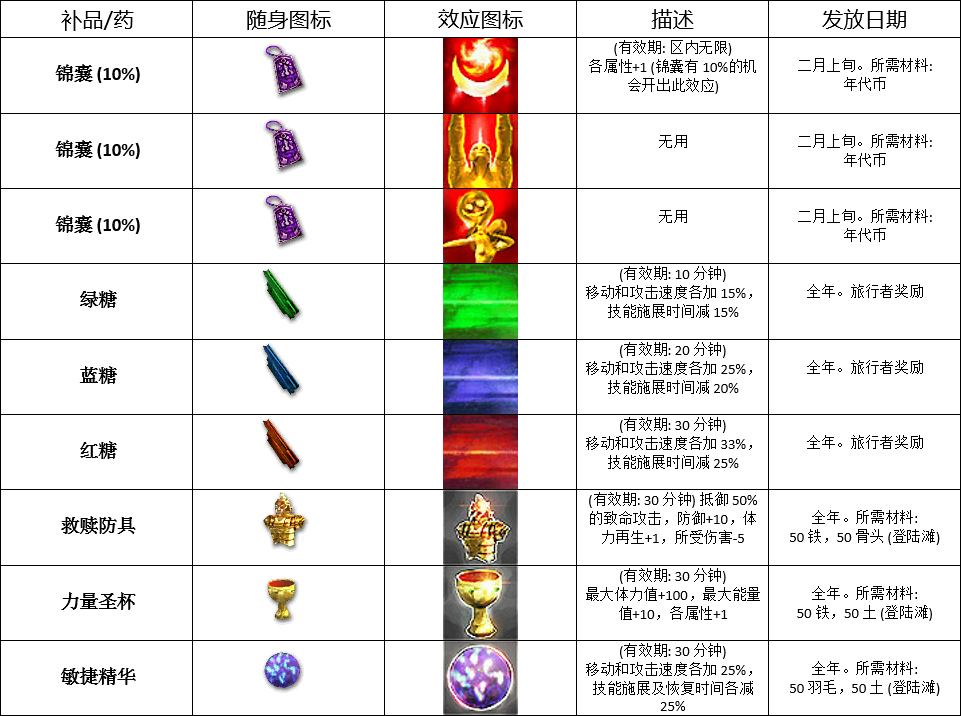 补品/药 随身图标 效应图标 描述 发放日期
锦囊 (10%)
(有效期: 区内无限)
各属性+1 (锦囊有 10%的机
会开出此效应)
二月上旬。所需材料:
年代币
锦囊 (10%)
无用
二月上旬。所需材料:
年代币
锦囊 (10%)
无用
二月上旬。所需材料:
年代币
绿糖
(有效期: 10 分钟)
移动和攻击速度各加 15%，
技能施展时间减 15%
全年。旅行者奖励
蓝糖
(有效期: 20 分钟)
移动和攻击速度各加 25%，
技能施展时间减 20%
全年。旅行者奖励
红糖
(有效期: 30 分钟)
移动和攻击速度各加 33%，
技能施展时间减 25%
全年。旅行者奖励
救赎防具
(有效期: 30 分钟) 抵御 50%
的致命攻击，防御+10，体
力再生+1，所受伤害-5
全年。所需材料:
50 铁，50 骨头 (登陆滩)
力量圣杯
(有效期: 30 分钟)
最大体力值+100，最大能量
值+10，各属性+1
全年。所需材料:
50 铁，50 土 (登陆滩)
敏捷精华
(有效期: 30 分钟)
移动和攻击速度各加 25%，
技能施展及恢复时间各减
25%
全年。所需材料:
50 羽毛，50 土 (登陆滩)